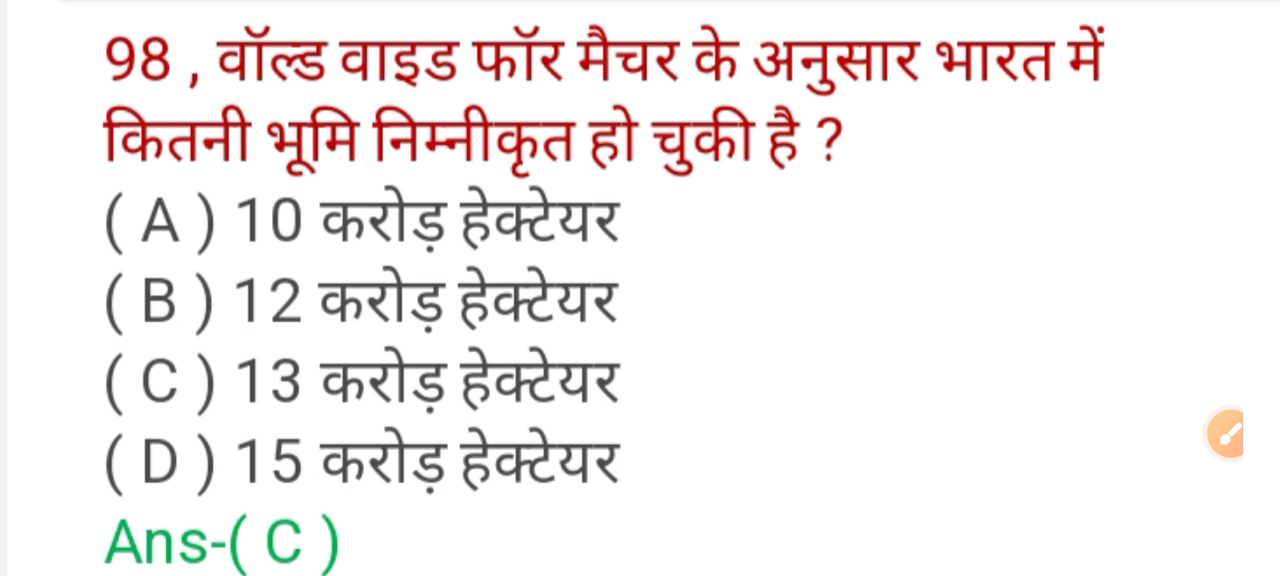 98 , वॉल्ड वाइड फॉर मैचर के अनुसार भारत में
कितनी भूमि निम्नीकृत हो चुकी है ?
( A ) 10 करोड़ हेक्टेयर
( B ) 12 करोड़ हेक्टेयर
( C ) 13 करोड़ हेक्टेयर
( D ) 15 करोड़ हेक्टेयर
Ans-( C )